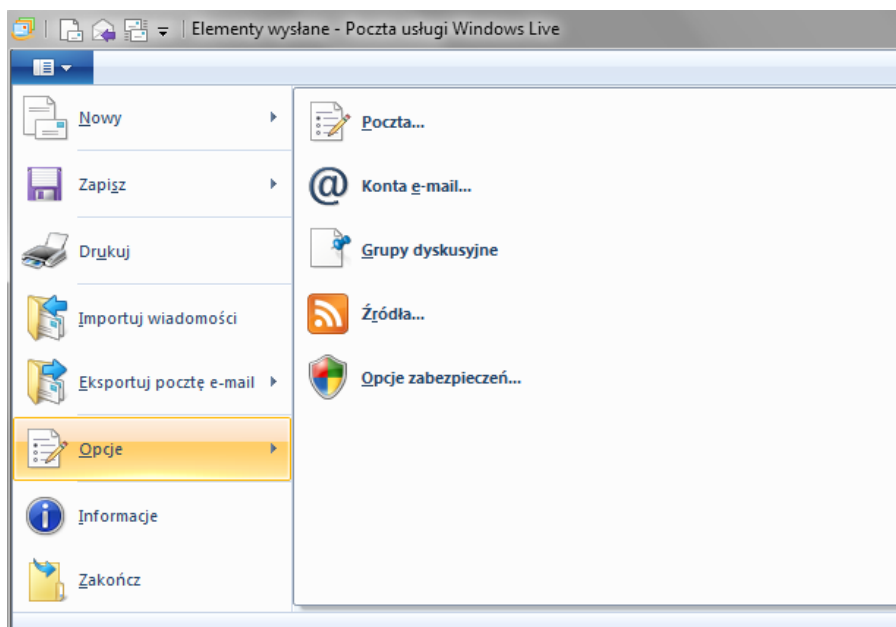 Elementy wysłane - Poczta usługi Windows Live
Nowy
Zapisz
Drukuj
Importuj wiadomości
Eksportuj pocztę e-mail
Opcje
Informacje
Zakończ
Poczta...
Konta e-mail...
Grupy dyskusyjne
Źródła...
Opcje zabezpieczeń...